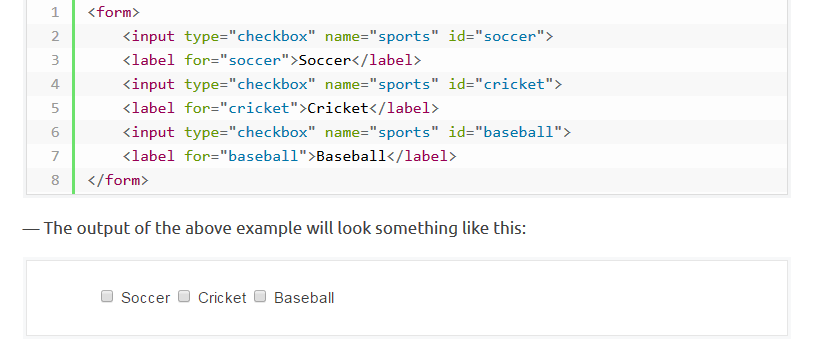 1 <form>
2 <input type="checkbox" name="sports" id="soccer">
3 <label for="soccer">Soccer</label>
4 <input type="checkbox" name="sports" id="cricket">
5 <label for="cricket">Cricket</label>
6 <input type="checkbox" name="sports" id="baseball">
7 <label for="baseball">Baseball</label>
8 </form>
— The output of the above example will look something like this:
Soccer Cricket Baseball